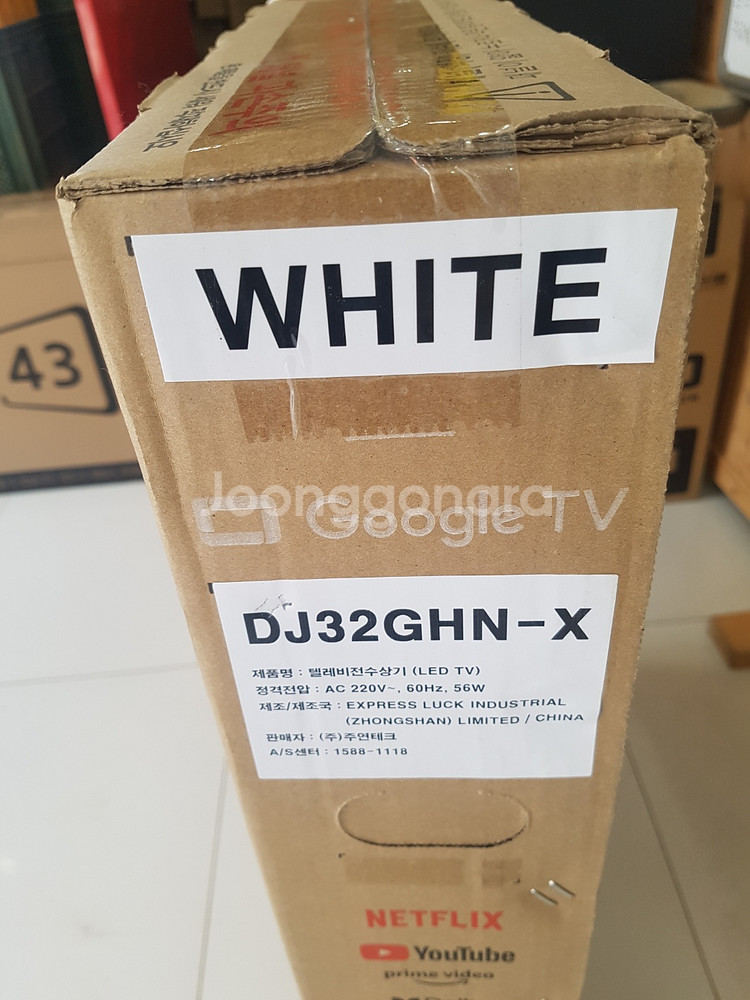 WHITE
43
Joonggonara
Google TV
DJ32GHN-X
제품명 : 텔레비전수상기 (LED TV)
정격전압 : AC 220V~, 60Hz, 56W
제조/제조국 : EXPRESS LUCK INDUSTRIAL
(ZHONGSHAN) LIMITED / CHINA
판매자 : (주)주연테크
A/S센터 : 1588-1118
NETFLIX
YouTube
prime video